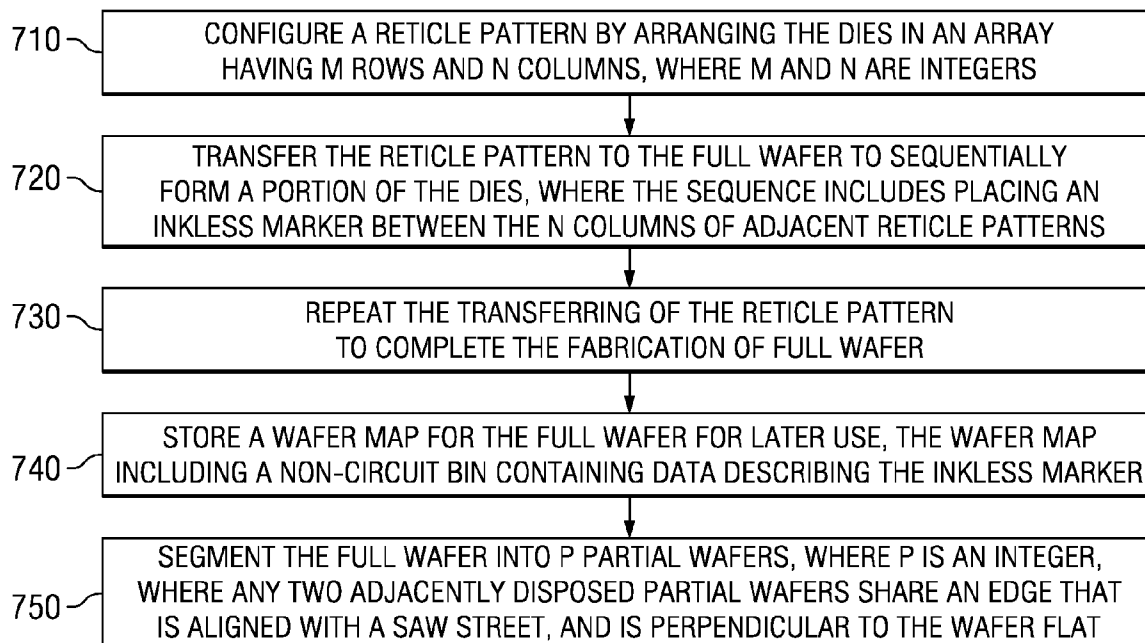 710
CONFIGURE A RETICLE PATTERN BY ARRANGING THE DIES IN AN ARRAY
HAVING M ROWS AND N COLUMNS, WHERE M AND N ARE INTEGERS
720
TRANSFER THE RETICLE PATTERN TO THE FULL WAFER TO SEQUENTIALLY
FORM A PORTION OF THE DIES, WHERE THE SEQUENCE INCLUDES PLACING AN
INKLESS MARKER BETWEEN THE N COLUMNS OF ADJACENT RETICLE PATTERNS
730
REPEAT THE TRANSFERRING OF THE RETICLE PATTERN
TO COMPLETE THE FABRICATION OF FULL WAFER
740
STORE A WAFER MAP FOR THE FULL WAFER FOR LATER USE, THE WAFER MAP
INCLUDING A NON-CIRCUIT BIN CONTAINING DATA DESCRIBING THE INKLESS MARKER
750
SEGMENT THE FULL WAFER INTO P PARTIAL WAFERS, WHERE P IS AN INTEGER,
WHERE ANY TWO ADJACENTLY DISPOSED PARTIAL WAFERS SHARE AN EDGE THAT
IS ALIGNED WITH A SAW STREET, AND IS PERPENDICULAR TO THE WAFER FLAT